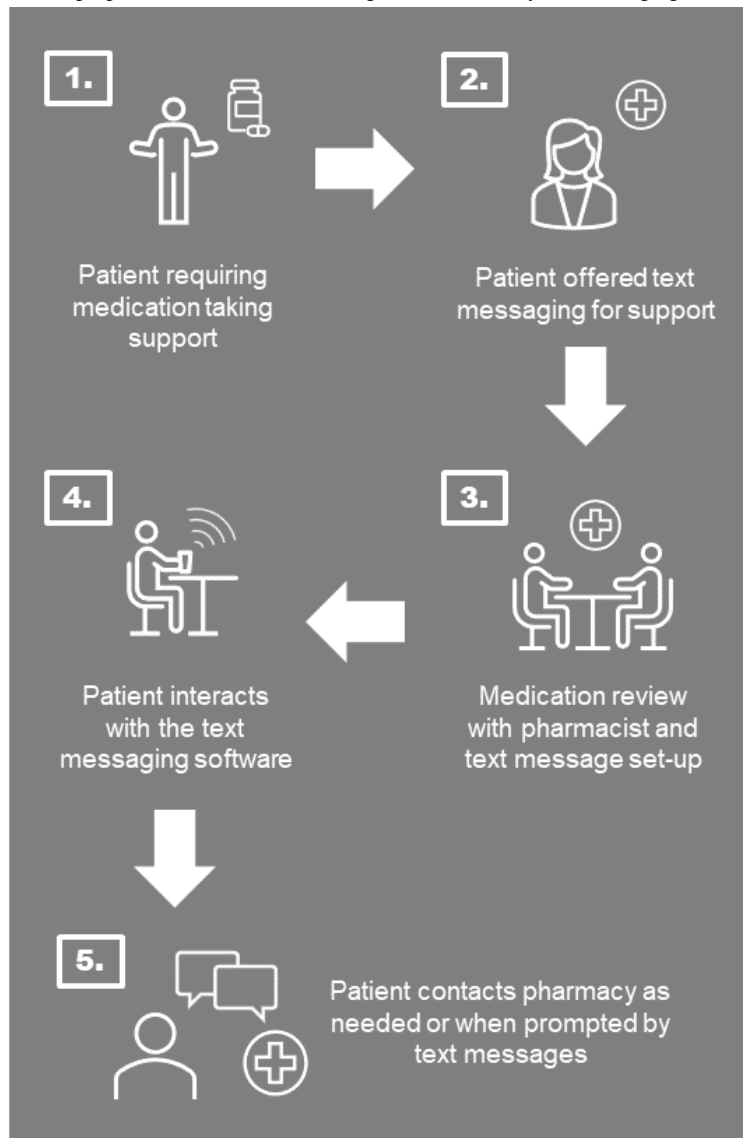 1.
Patient requiring
medication taking
support
2.
Patient offered text
messaging for support
3.
Medication review
with pharmacist and
text message set-up
4.
Patient interacts
with the text
messaging software
5.
Patient contacts pharmacy as
needed or when prompted by
text messages